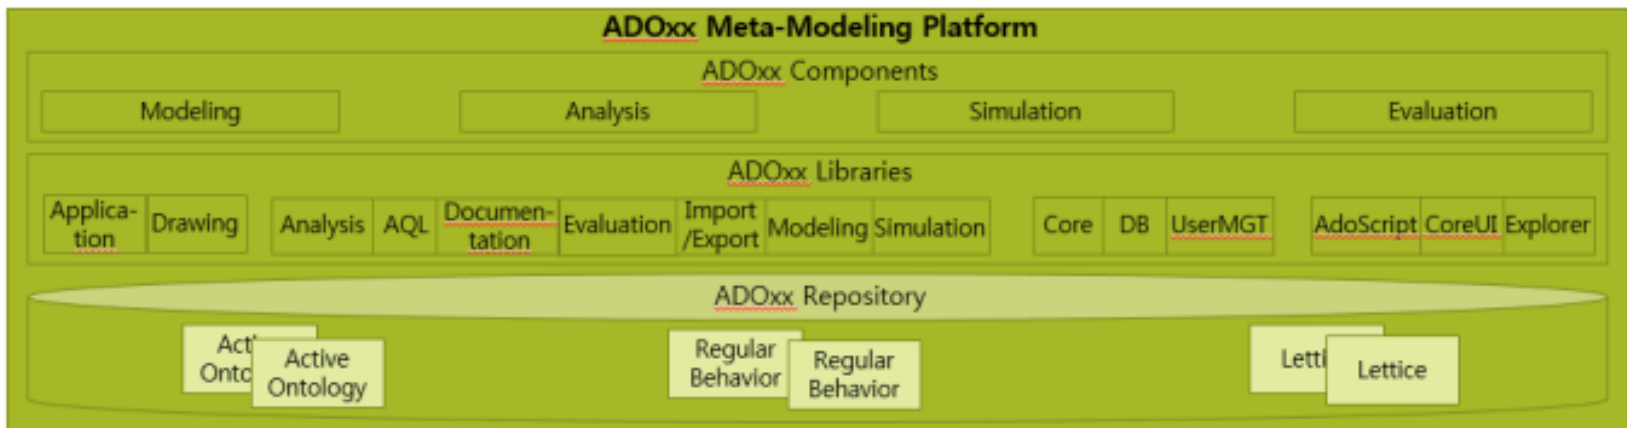 ADOxx Meta-Modeling Platform
ADOxx Components
Modeling
Analysis
Simulation
Evaluation
ADOxx Libraries
Applica-
tion
Drawing
Analysis
AQL
Documen-
tation
Evaluation
Import
/Export
Modeling
Simulation
Core
DB
UserMGT
AdoScript
CoreUI
Explorer
ADOxx Repository
Active
Ontology
Regular
Behavior
Regular
Behavior
Lettice